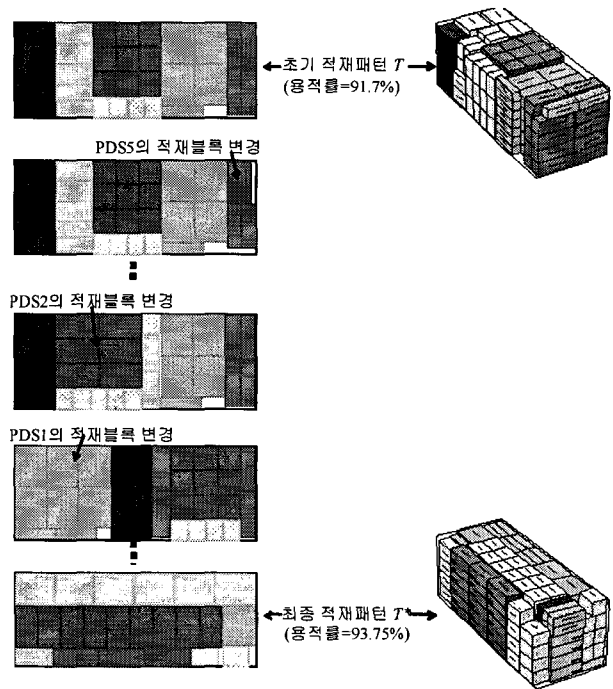 초기 적재패턴 T
(용적률=91.7%)
PDS5의 적재블록 변경
PDS2의 적재블록 변경
PDS1의 적재블록 변경
최종 적재패턴 T*
(용적률=93.75%)